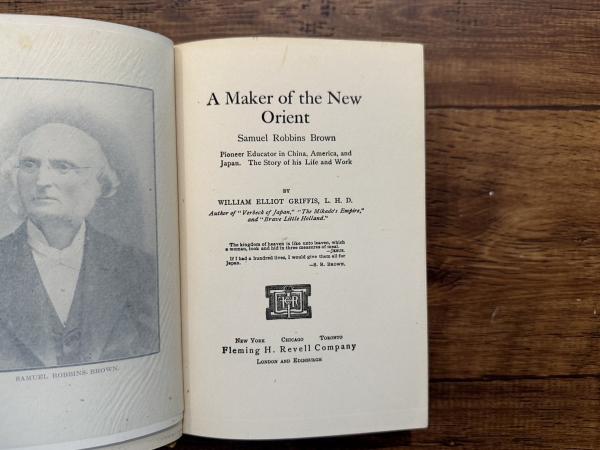 SAMUEL ROBBINS BROWN.
A Maker of the New
Orient
Samuel Robbins Brown
Pioneer Educator in China, America, and
Japan. The Story of his Life and Work
BY
WILLIAM ELLIOT GRIFFIS, L. H. D.
Author of "Verbeck of Japan," "The Mikado's Empire,"
and "Brave Little Holland."
The kingdom of heaven is like unto leaven, which
a woman, took and hid in three measures of meal.
—JESUS.
If I had a hundred lives, I would give them all for
Japan.
—S. R. BROWN.
NEW YORK CHICAGO TORONTO
Fleming H. Revell Company
LONDON AND EDINBURGH